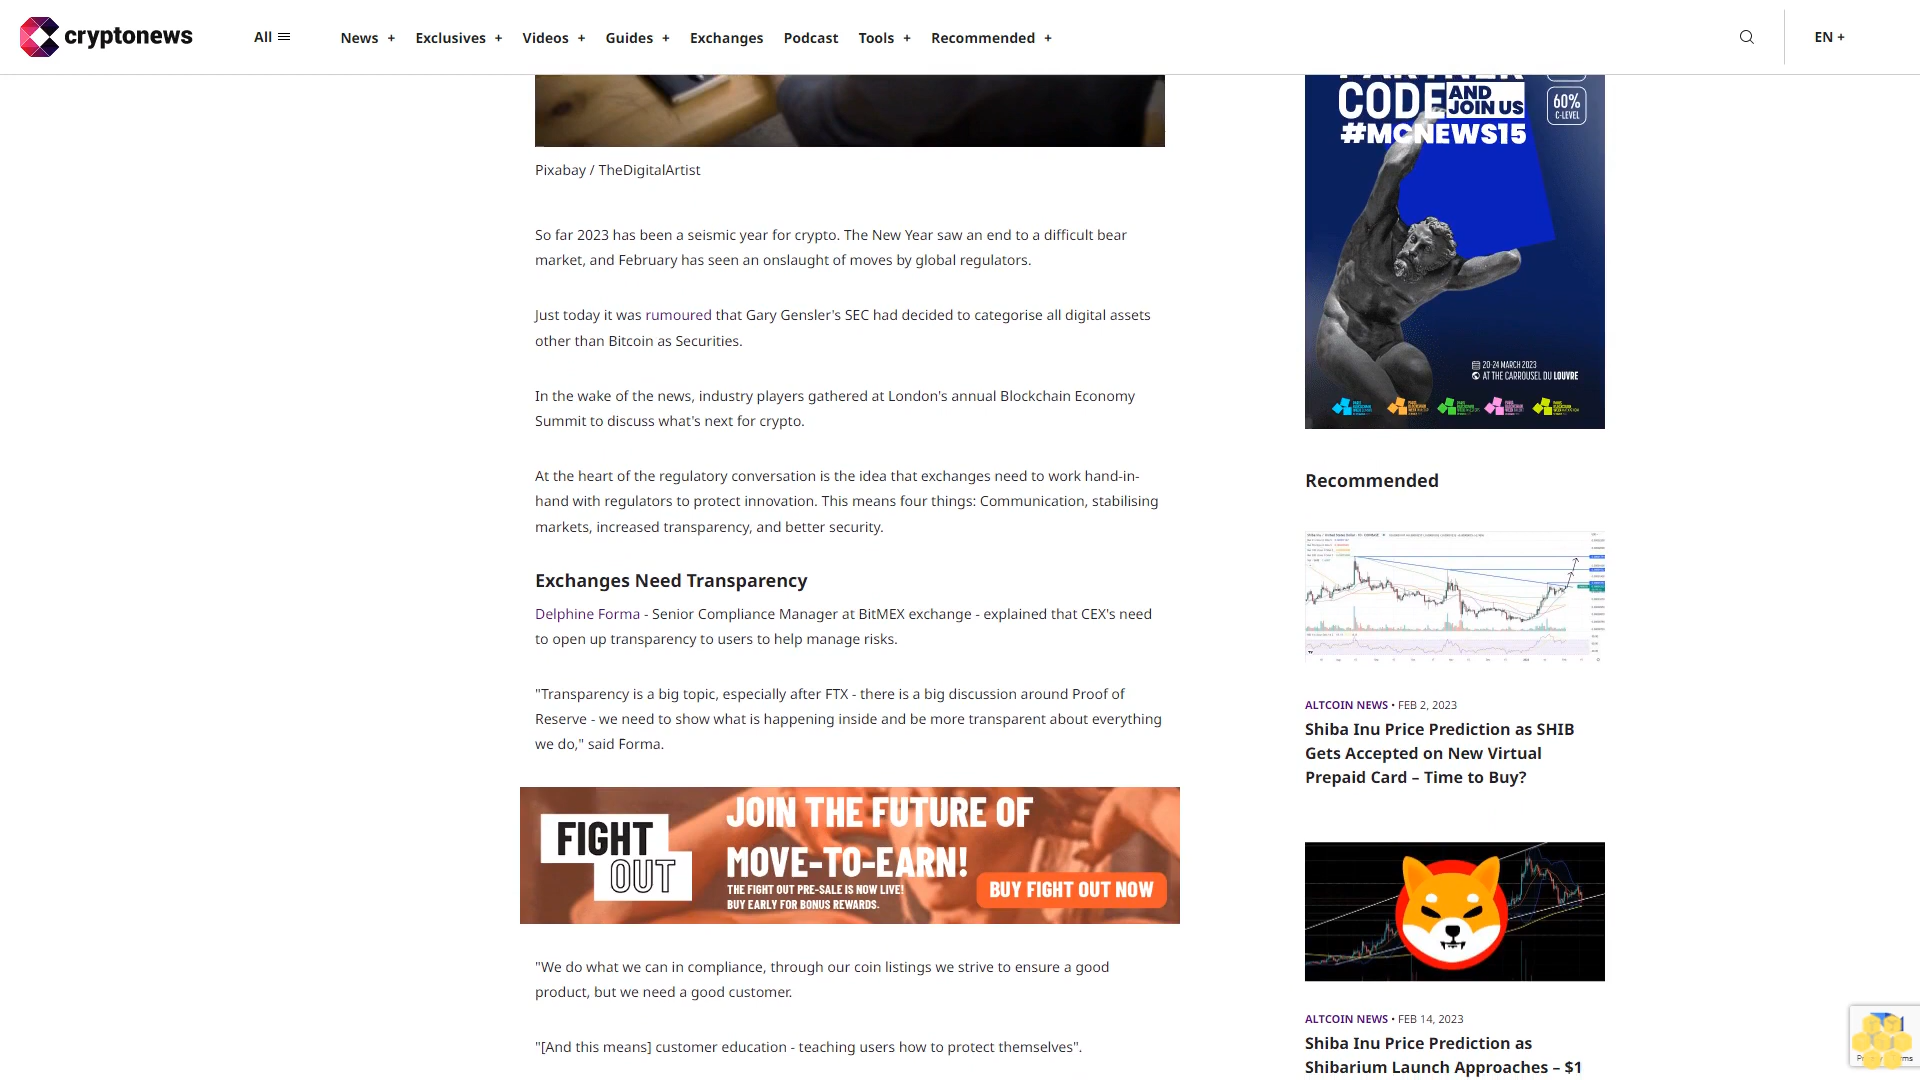 cryptonews
All
News +
Exclusives +
Videos +
Guides +
Exchanges
Podcast
Tools +
Recommended +
EN +
Pixabay / TheDigitalArtist
So far 2023 has been a seismic year for crypto. The New Year saw an end to a difficult bear
market, and February has seen an onslaught of moves by global regulators.
Just today it was rumoured that Gary Gensler's SEC had decided to categorise all digital assets
other than Bitcoin as Securities.
In the wake of the news, industry players gathered at London's annual Blockchain Economy
Summit to discuss what's next for crypto.
At the heart of the regulatory conversation is the idea that exchanges need to work hand-in-
hand with regulators to protect innovation. This means four things: Communication, stabilising
markets, increased transparency, and better security.
Exchanges Need Transparency
Delphine Forma - Senior Compliance Manager at BitMEX exchange - explained that CEX's need
to open up transparency to users to help manage risks.
"Transparency is a big topic, especially after FTX - there is a big discussion around Proof of
Reserve - we need to show what is happening inside and be more transparent about everything
we do," said Forma.
FIGHT
OUT
JOIN THE FUTURE OF
MOVE-TO-EARN!
THE FIGHT OUT PRE-SALE IS NOW LIVE!
BUY EARLY FOR BONUS REWARDS.
BUY FIGHT OUT NOW
"We do what we can in compliance, through our coin listings we strive to ensure a good
product, but we need a good customer.
"[And this means] customer education - teaching users how to protect themselves".
PARTNER
CODE AND
JOIN US
#MCNEWS15
60%
C-LEVEL
20-24 MARCH 2023
AT THE CARROUSEL DU LOUVRE
Recommended
ALTCOIN NEWS • FEB 2, 2023
Shiba Inu Price Prediction as SHIB
Gets Accepted on New Virtual
Prepaid Card – Time to Buy?
ALTCOIN NEWS • FEB 14, 2023
Shiba Inu Price Prediction as
Shibarium Launch Approaches – $1